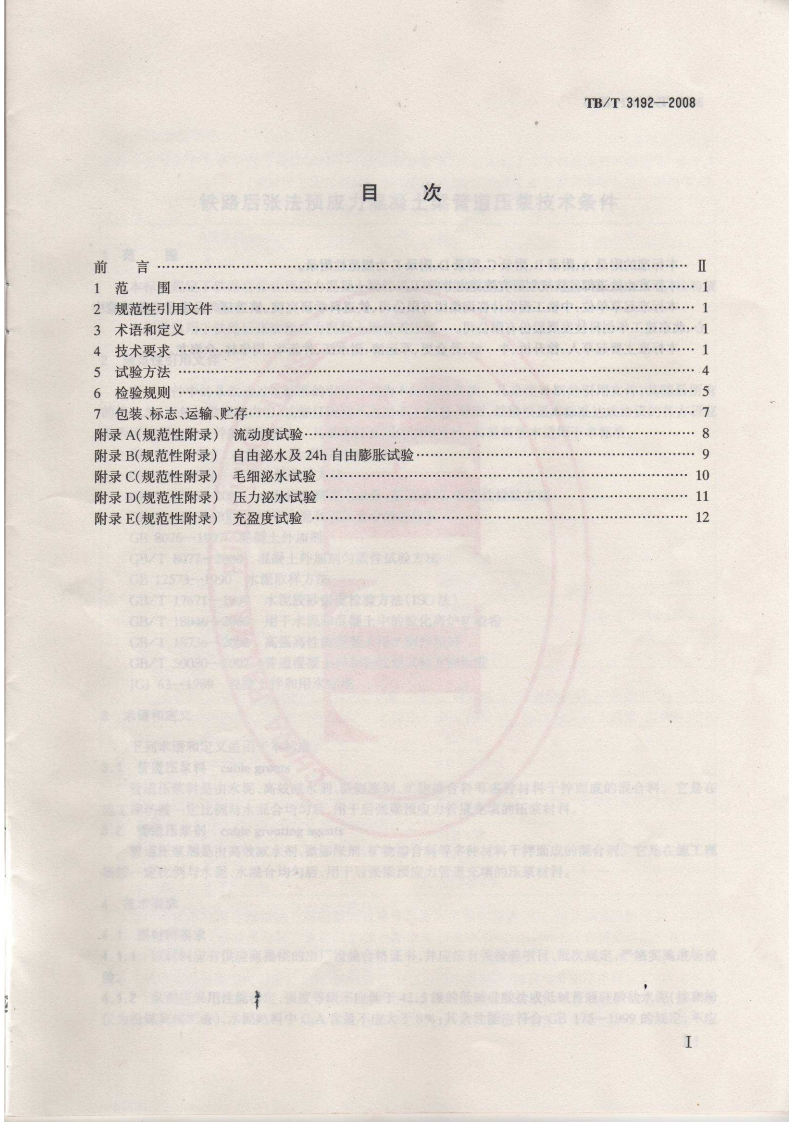 TB/T 3192—2008
目 次
前 言 …… Ⅱ
1 范 围 …… 1
2 规范性引用文件 …… 1
3 术语和定义 …… 1
4 技术要求 …… 1
5 试验方法 …… 4
6 检验规则 …… 5
7 包装、标志、运输、贮存 …… 7
附录 A(规范性附录) 流动度试验 …… 8
附录 B(规范性附录) 自由泌水及 24h 自由膨胀试验 …… 9
附录 C(规范性附录) 毛细泌水试验 …… 10
附录 D(规范性附录) 压力泌水试验 …… 11
附录 E(规范性附录) 充盈度试验 …… 12
Ⅰ